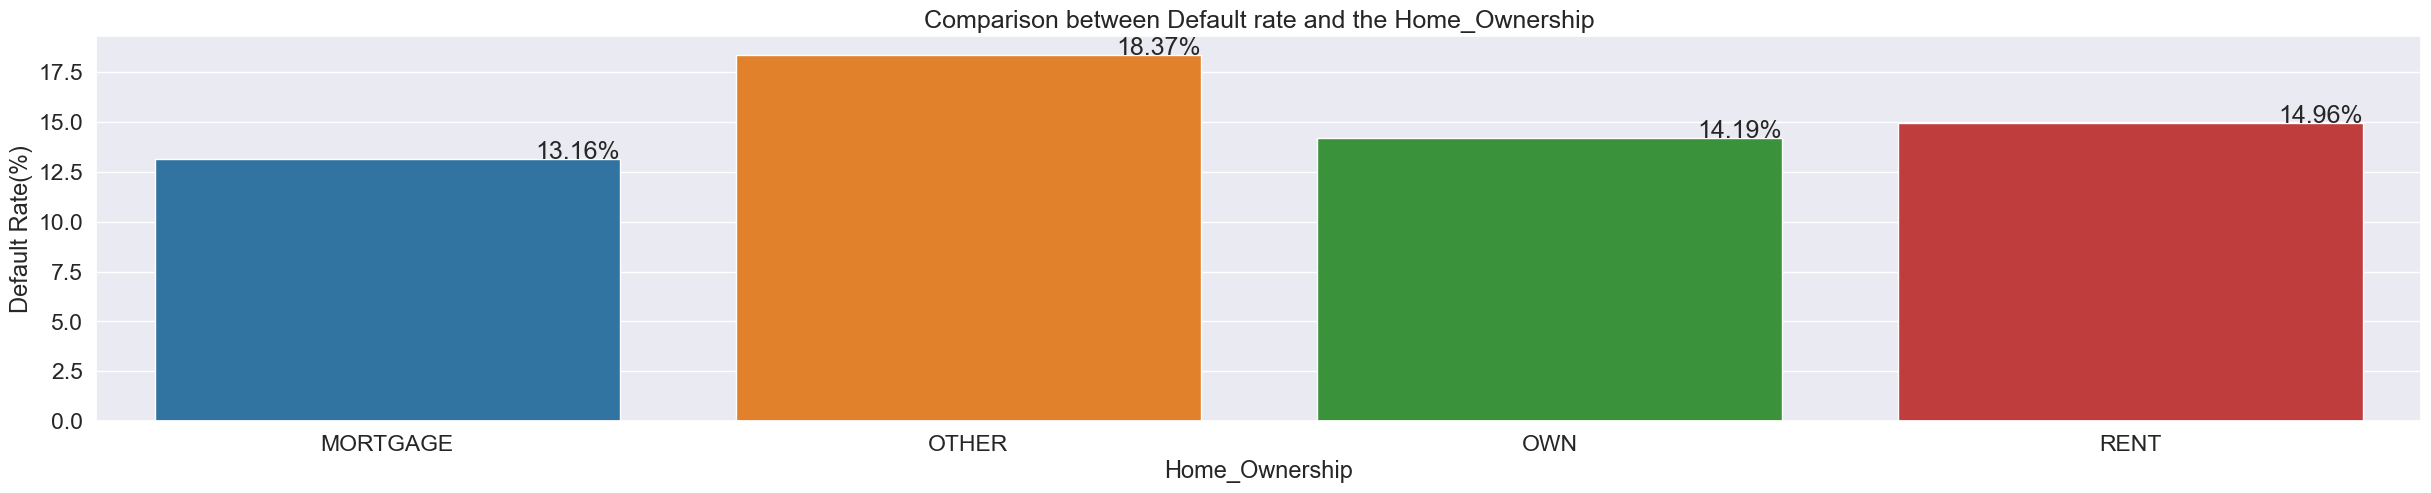 Comparison between Default rate and the Home_Ownership
18.37%
17.5
15.0
14.96%
14.19%
13.16%
12.5
10.0
7.5
5.0
2.5
0.0
Default Rate(%)
MORTGAGE
OTHER
OWN
RENT
Home_Ownership